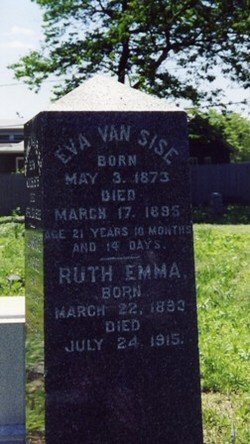 EVA VAN SISE
BORN
MAY 3. 1873
DIED
MARCH 17. 1895
AGE 21 YEARS 10 MONTHS
AND 14 DAYS.
RUTH EMMA,
BORN
MARCH 22, 1893
DIED
JULY 24. 1915.